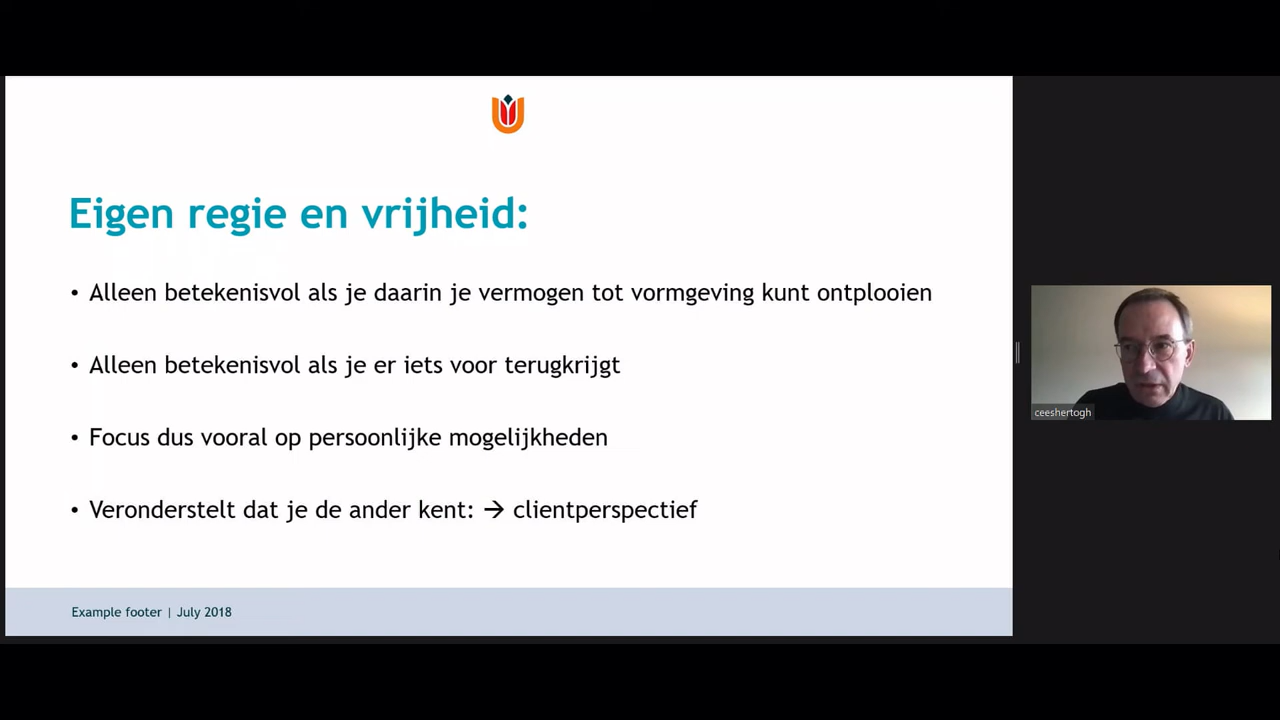 Eigen regie en vrijheid:
• Alleen betekenisvol als je daarin je vermogen tot vormgeving kunt ontplooien
• Alleen betekenisvol als je er iets voor terugkrijgt
• Focus dus vooral op persoonlijke mogelijkheden
• Veronderstelt dat je de ander kent: → clientperspectief
Example footer | July 2018
ceeshertogh